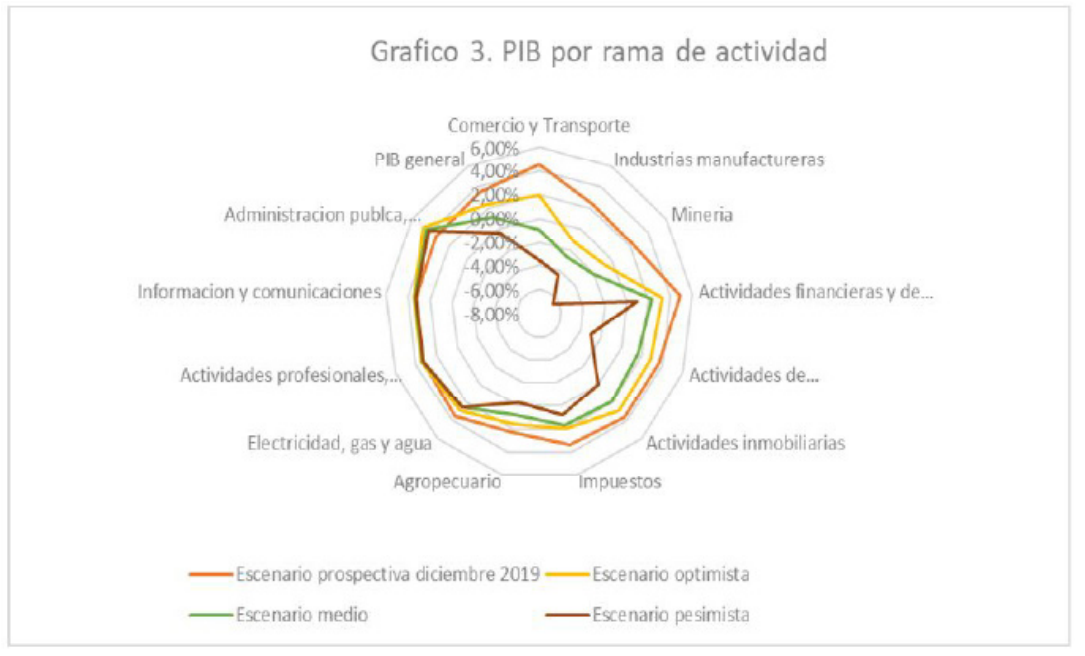 Grafico 3. PIB por rama de actividad
Comercio y Transporte
6,00%
4,00%
2,00%
0,00%
-2,00%
-4,00%
-6,00%
-8,00%
PIB general
Industrias manufactureras
Administracion publca,...
Mineria
Informacion y comunicaciones
Actividades financieras y de...
Actividades profesionales,...
Actividades de...
Electricidad, gas y agua
Actividades inmobiliarias
Agropecuario
Impuestos
Escenario prospectiva diciembre 2019
Escenario optimista
Escenario medio
Escenario pesimista